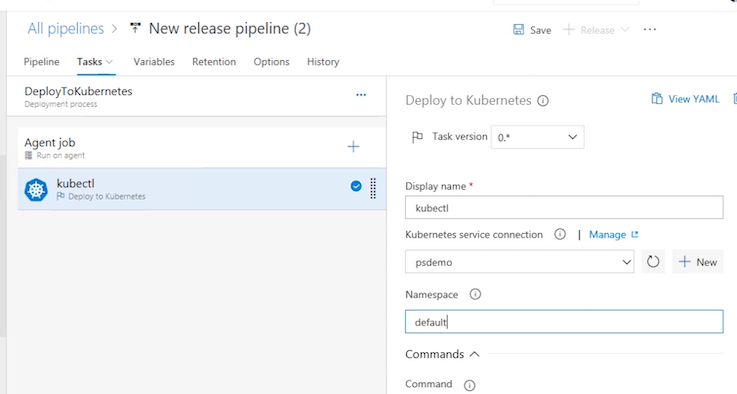 All pipelines > New release pipeline (2)
Save + Release ...
Pipeline Tasks Variables Retention Options History
DeployToKubernetes ...
Deployment process
Agent job +
Run on agent
kubectl
Deploy to Kubernetes
Deploy to Kubernetes
View YAML
Task version 0.*
Display name *
kubectl
Kubernetes service connection | Manage
psdemo
+ New
Namespace
default
Commands
Command